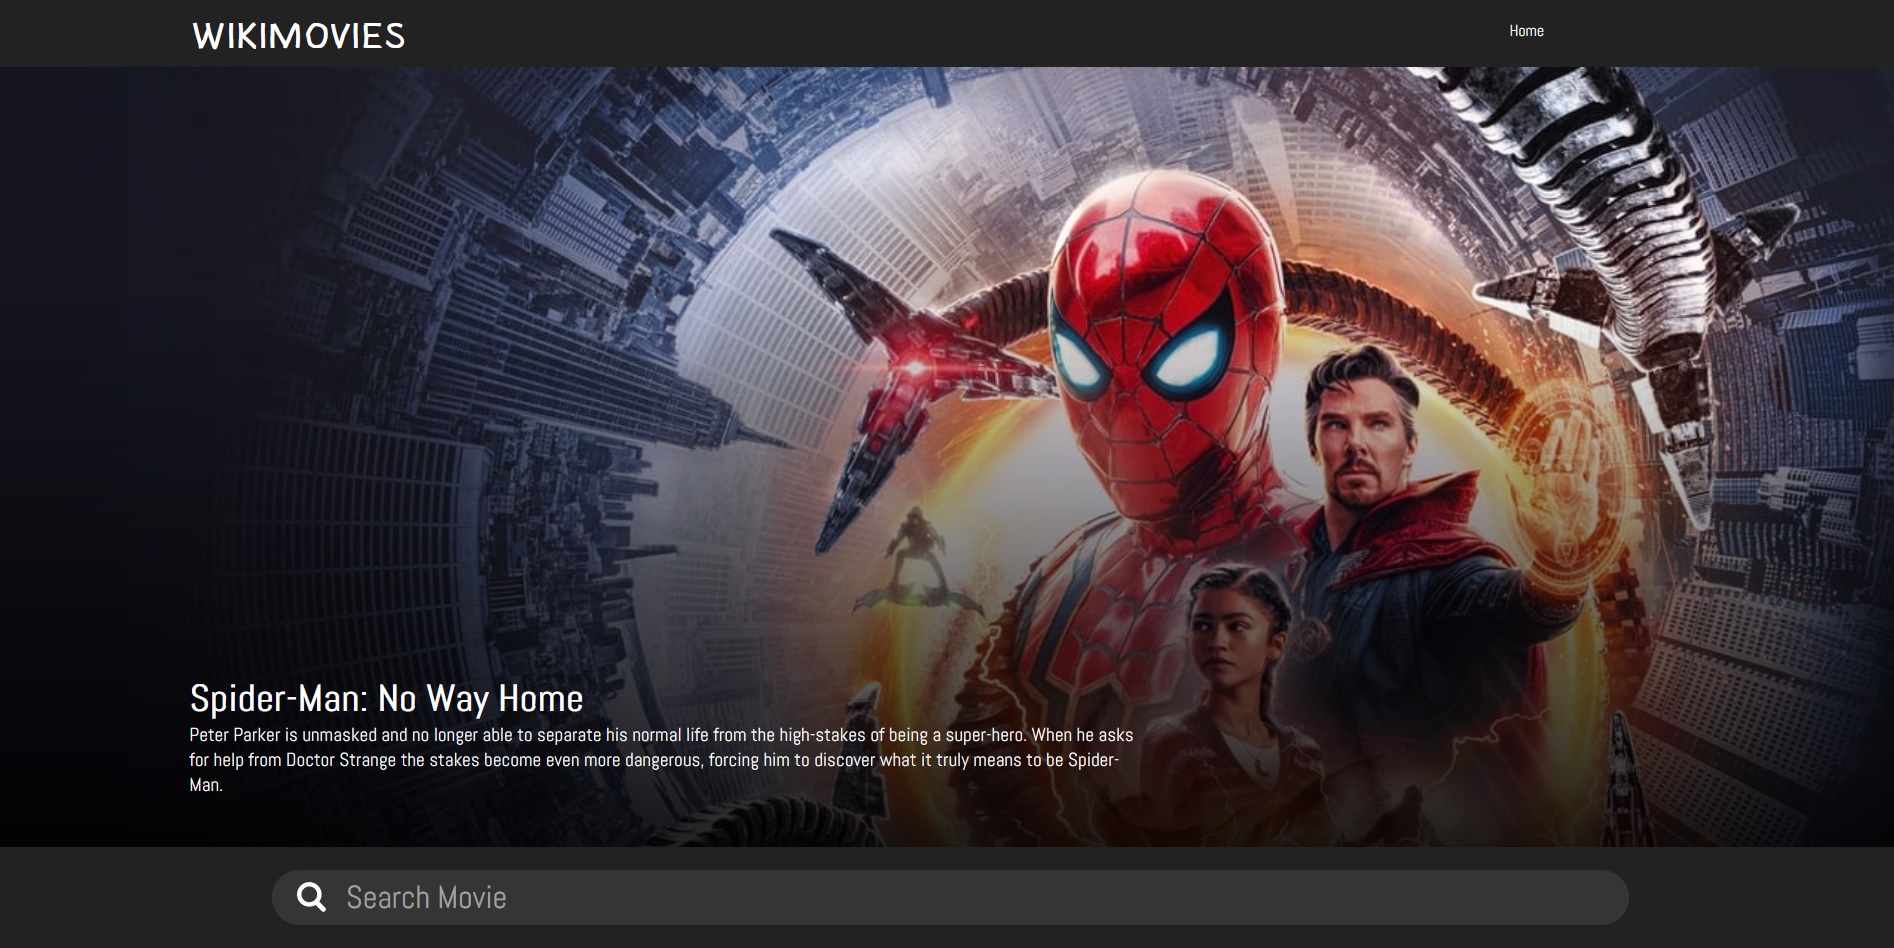 WIKIMOVIES
Home
Spider-Man: No Way Home
Peter Parker is unmasked and no longer able to separate his normal life from the high-stakes of being a super-hero. When he asks
for help from Doctor Strange the stakes become even more dangerous, forcing him to discover what it truly means to be Spider-
Man.
Search Movie